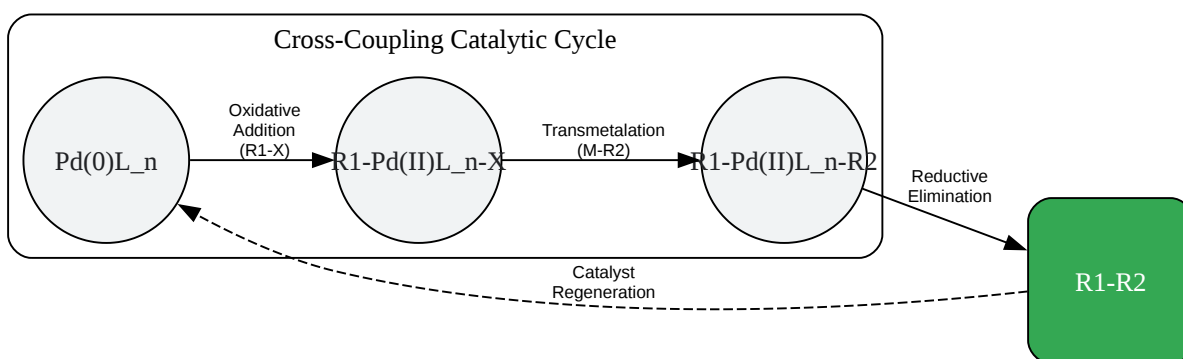 Cross-Coupling Catalytic Cycle
Pd(0)L_n
Oxidative
Addition
(R1-X)
R1-Pd(II)L_n-X
Transmetalation
(M-R2)
R1-Pd(II)L_n-R2
Reductive
Elimination
R1-R2
Catalyst
Regeneration